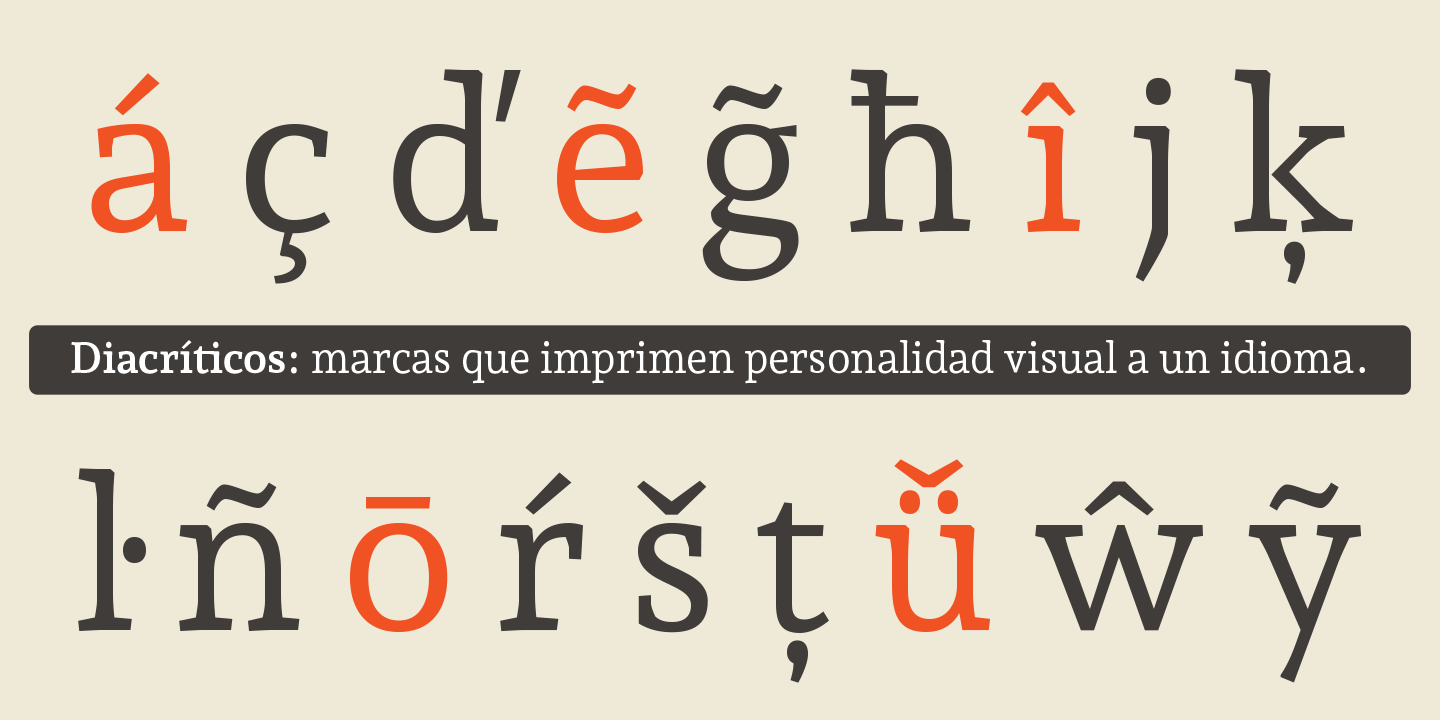 á ç ď ẽ g̃ ħ î j ķ
Diacríticos: marcas que imprimen personalidad visual a un idioma.
ŀ ñ ō ŕ š ț ǚ ŵ ỹ